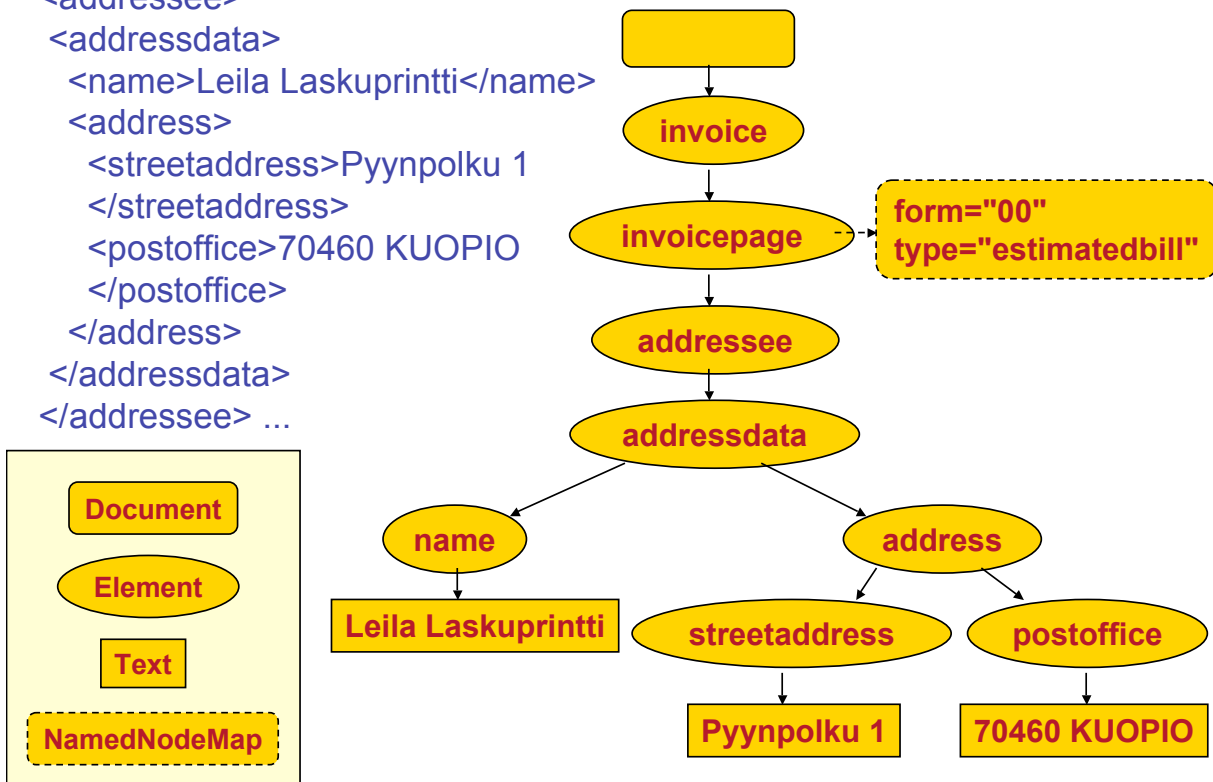 <addressee>
<addressdata>
<name>Leila Laskuprintti</name>
<address>
<streetaddress>Pyynpolku 1
</streetaddress>
<postoffice>70460 KUOPIO
</postoffice>
</address>
</addressdata>
</addressee> ...
invoice
invoicepage
form="00"
type="estimatedbill"
addressee
addressdata
name
address
Leila Laskuprintti
streetaddress
postoffice
Pyynpolku 1
70460 KUOPIO
Document
Element
Text
NamedNodeMap